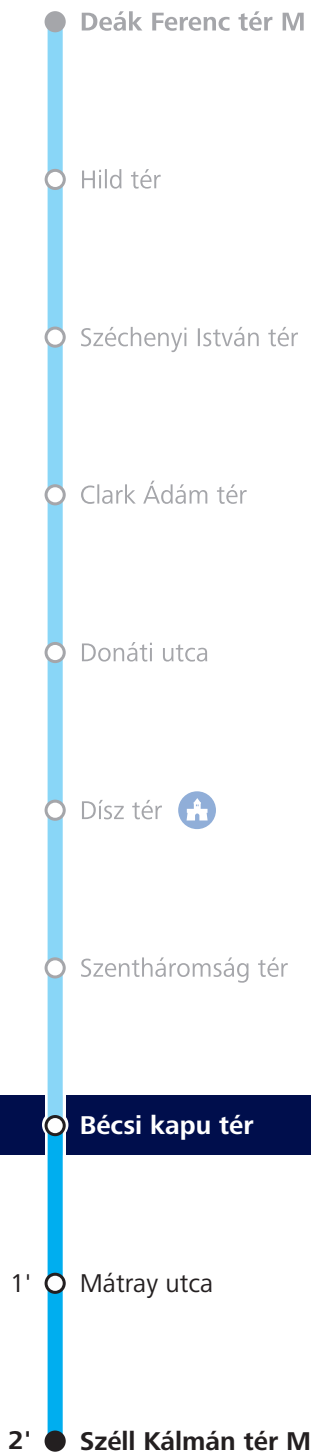 Deák Ferenc tér M
Hild tér
Széchenyi István tér
Clark Ádám tér
Donáti utca
Dísz tér
Szentháromság tér
Bécsi kapu tér
1' Mátray utca
2' Széll Kálmán tér M